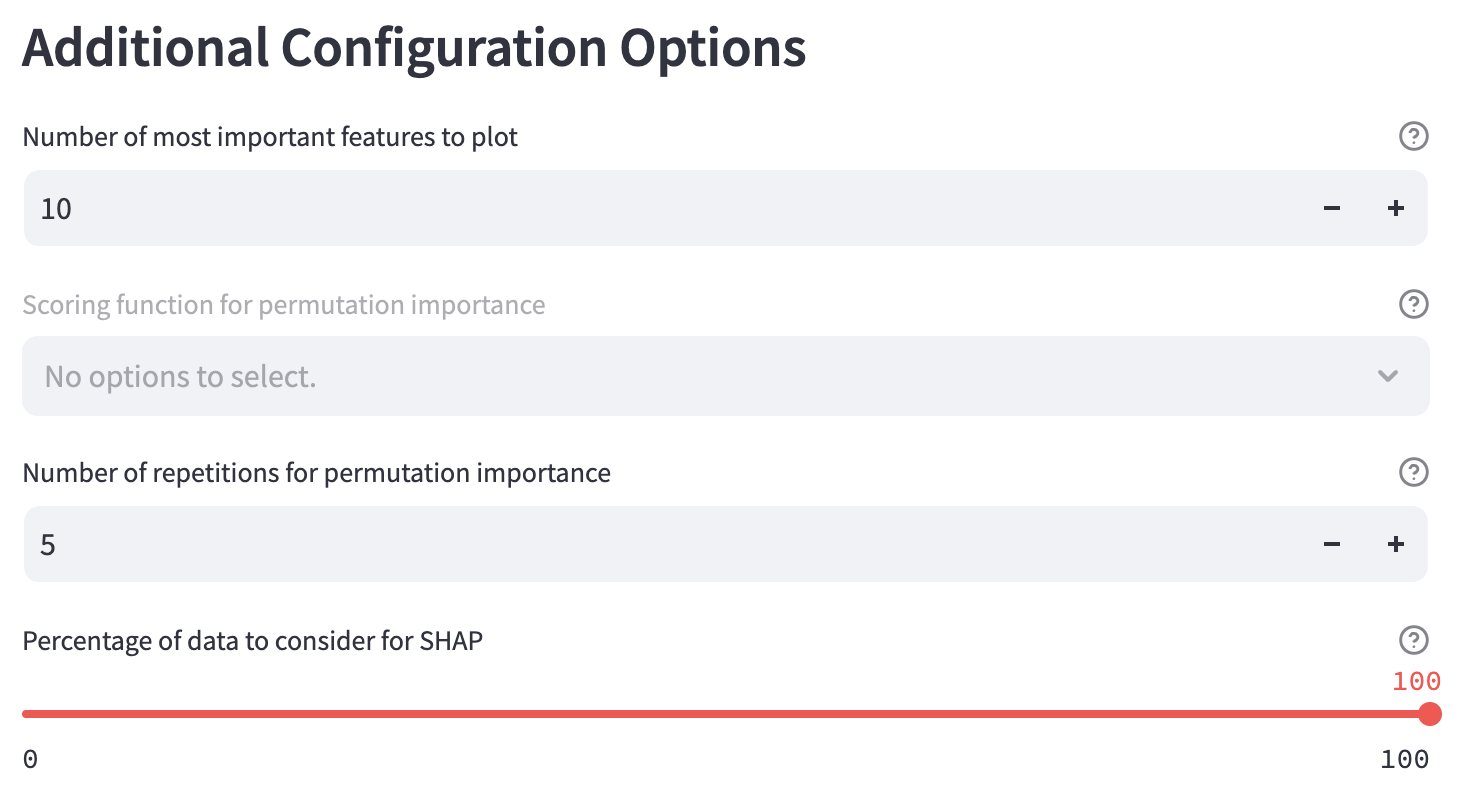 Additional Configuration Options
Number of most important features to plot
10
Scoring function for permutation importance
No options to select.
Number of repetitions for permutation importance
5
Percentage of data to consider for SHAP
100
0 100